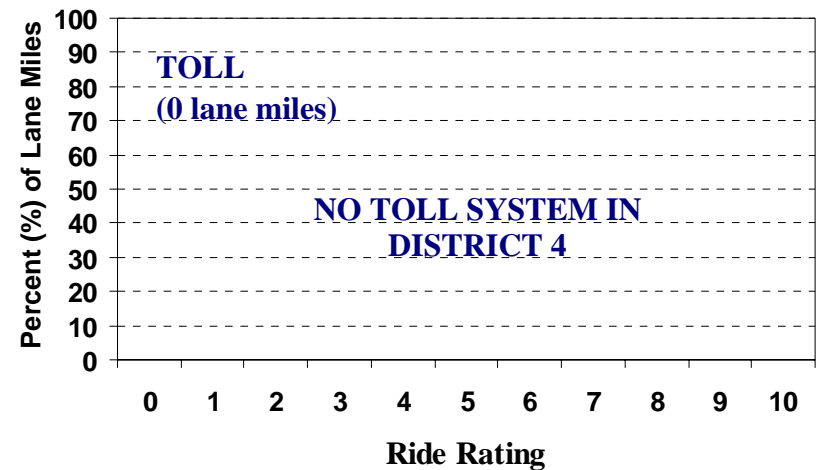 Percent (%) of Lane Miles
100
90
80
70
60
50
40
30
20
10
0
TOLL
(0 lane miles)
NO TOLL SYSTEM IN
DISTRICT 4
0 1 2 3 4 5 6 7 8 9 10
Ride Rating